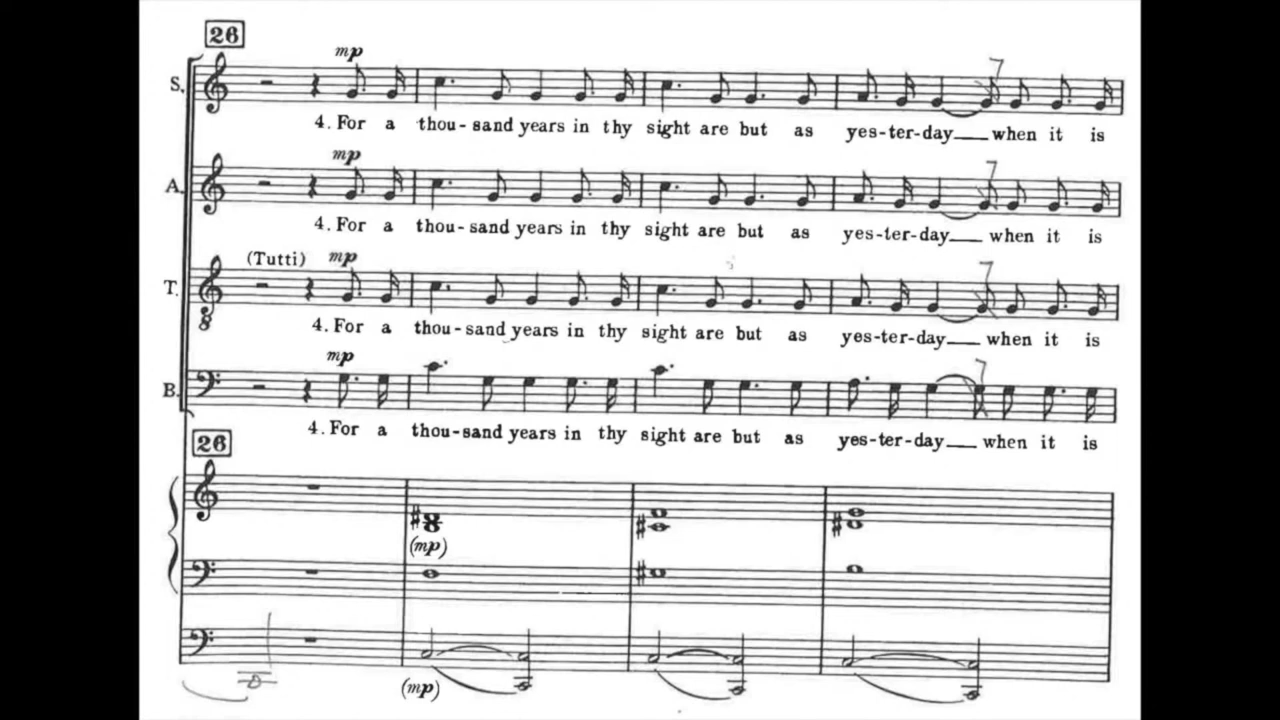 26
mp
S.
4. For a thou-sand years in thy sight are but as yes-ter-day when it is
mp
A.
4. For a thou-sand years in thy sight are but as yes-ter-day when it is
(Tutti) mp
T.
8
4. For a thou-sand years in thy sight are but as yes-ter-day when it is
mp
B.
4. For a thou-sand years in thy sight are but as yes-ter-day when it is
26
(mp)
(mp)